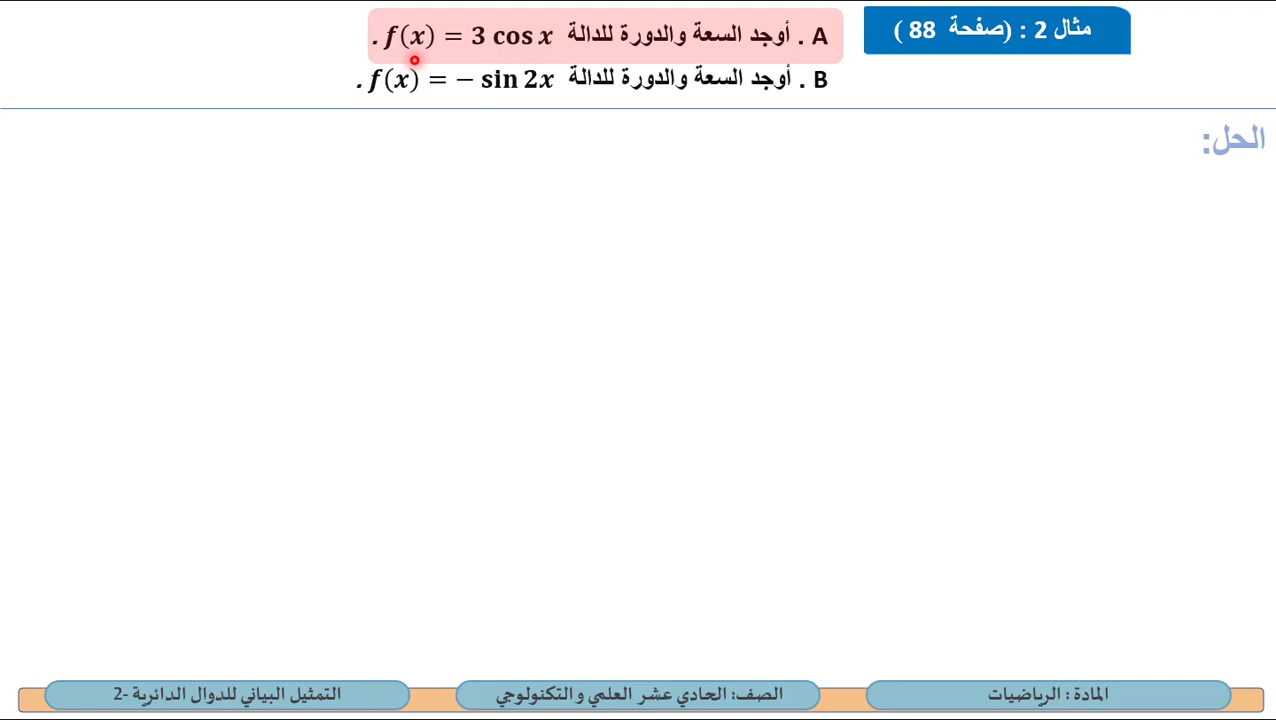 مثال 2 : (صفحة 88 )
A . أوجد السعة والدورة للدالة f(x) = 3 cos x .
B . أوجد السعة والدورة للدالة f(x) = − sin 2x .
الحل:
المادة : الرياضيات
الصف: الحادي عشر العلمي و التكنولوجي
التمثيل البياني للدوال الدائرية -2